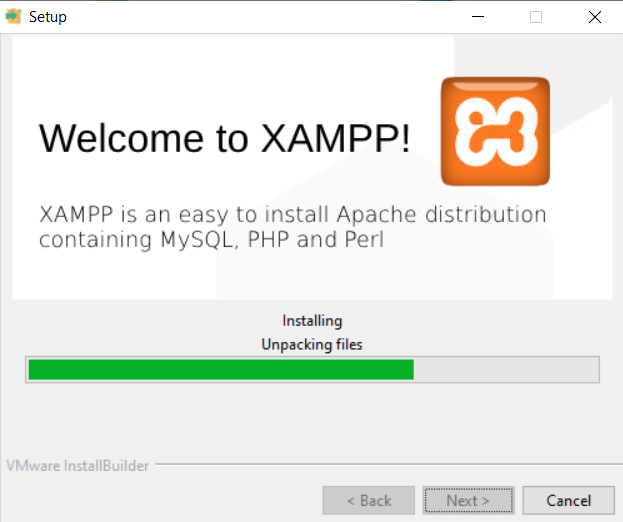 Setup
Welcome to XAMPP!
XAMPP is an easy to install Apache distribution
containing MySQL, PHP and Perl
Installing
Unpacking files
VMware InstallBuilder
< Back
Next >
Cancel